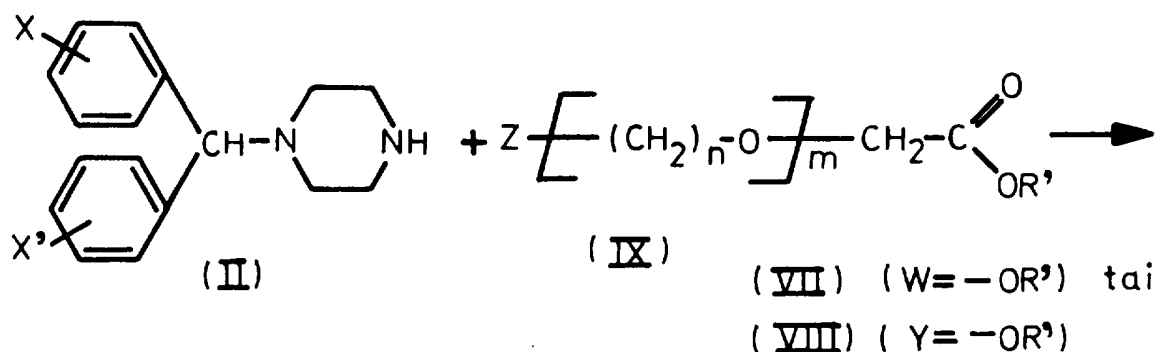 X
CH–N NH + Z [ (CH₂)ₙ–O ]ₘ CH₂–C O OR' →
X'
(II) (IX)
(VII) (W= –OR') tai
(VIII) (Y= –OR')